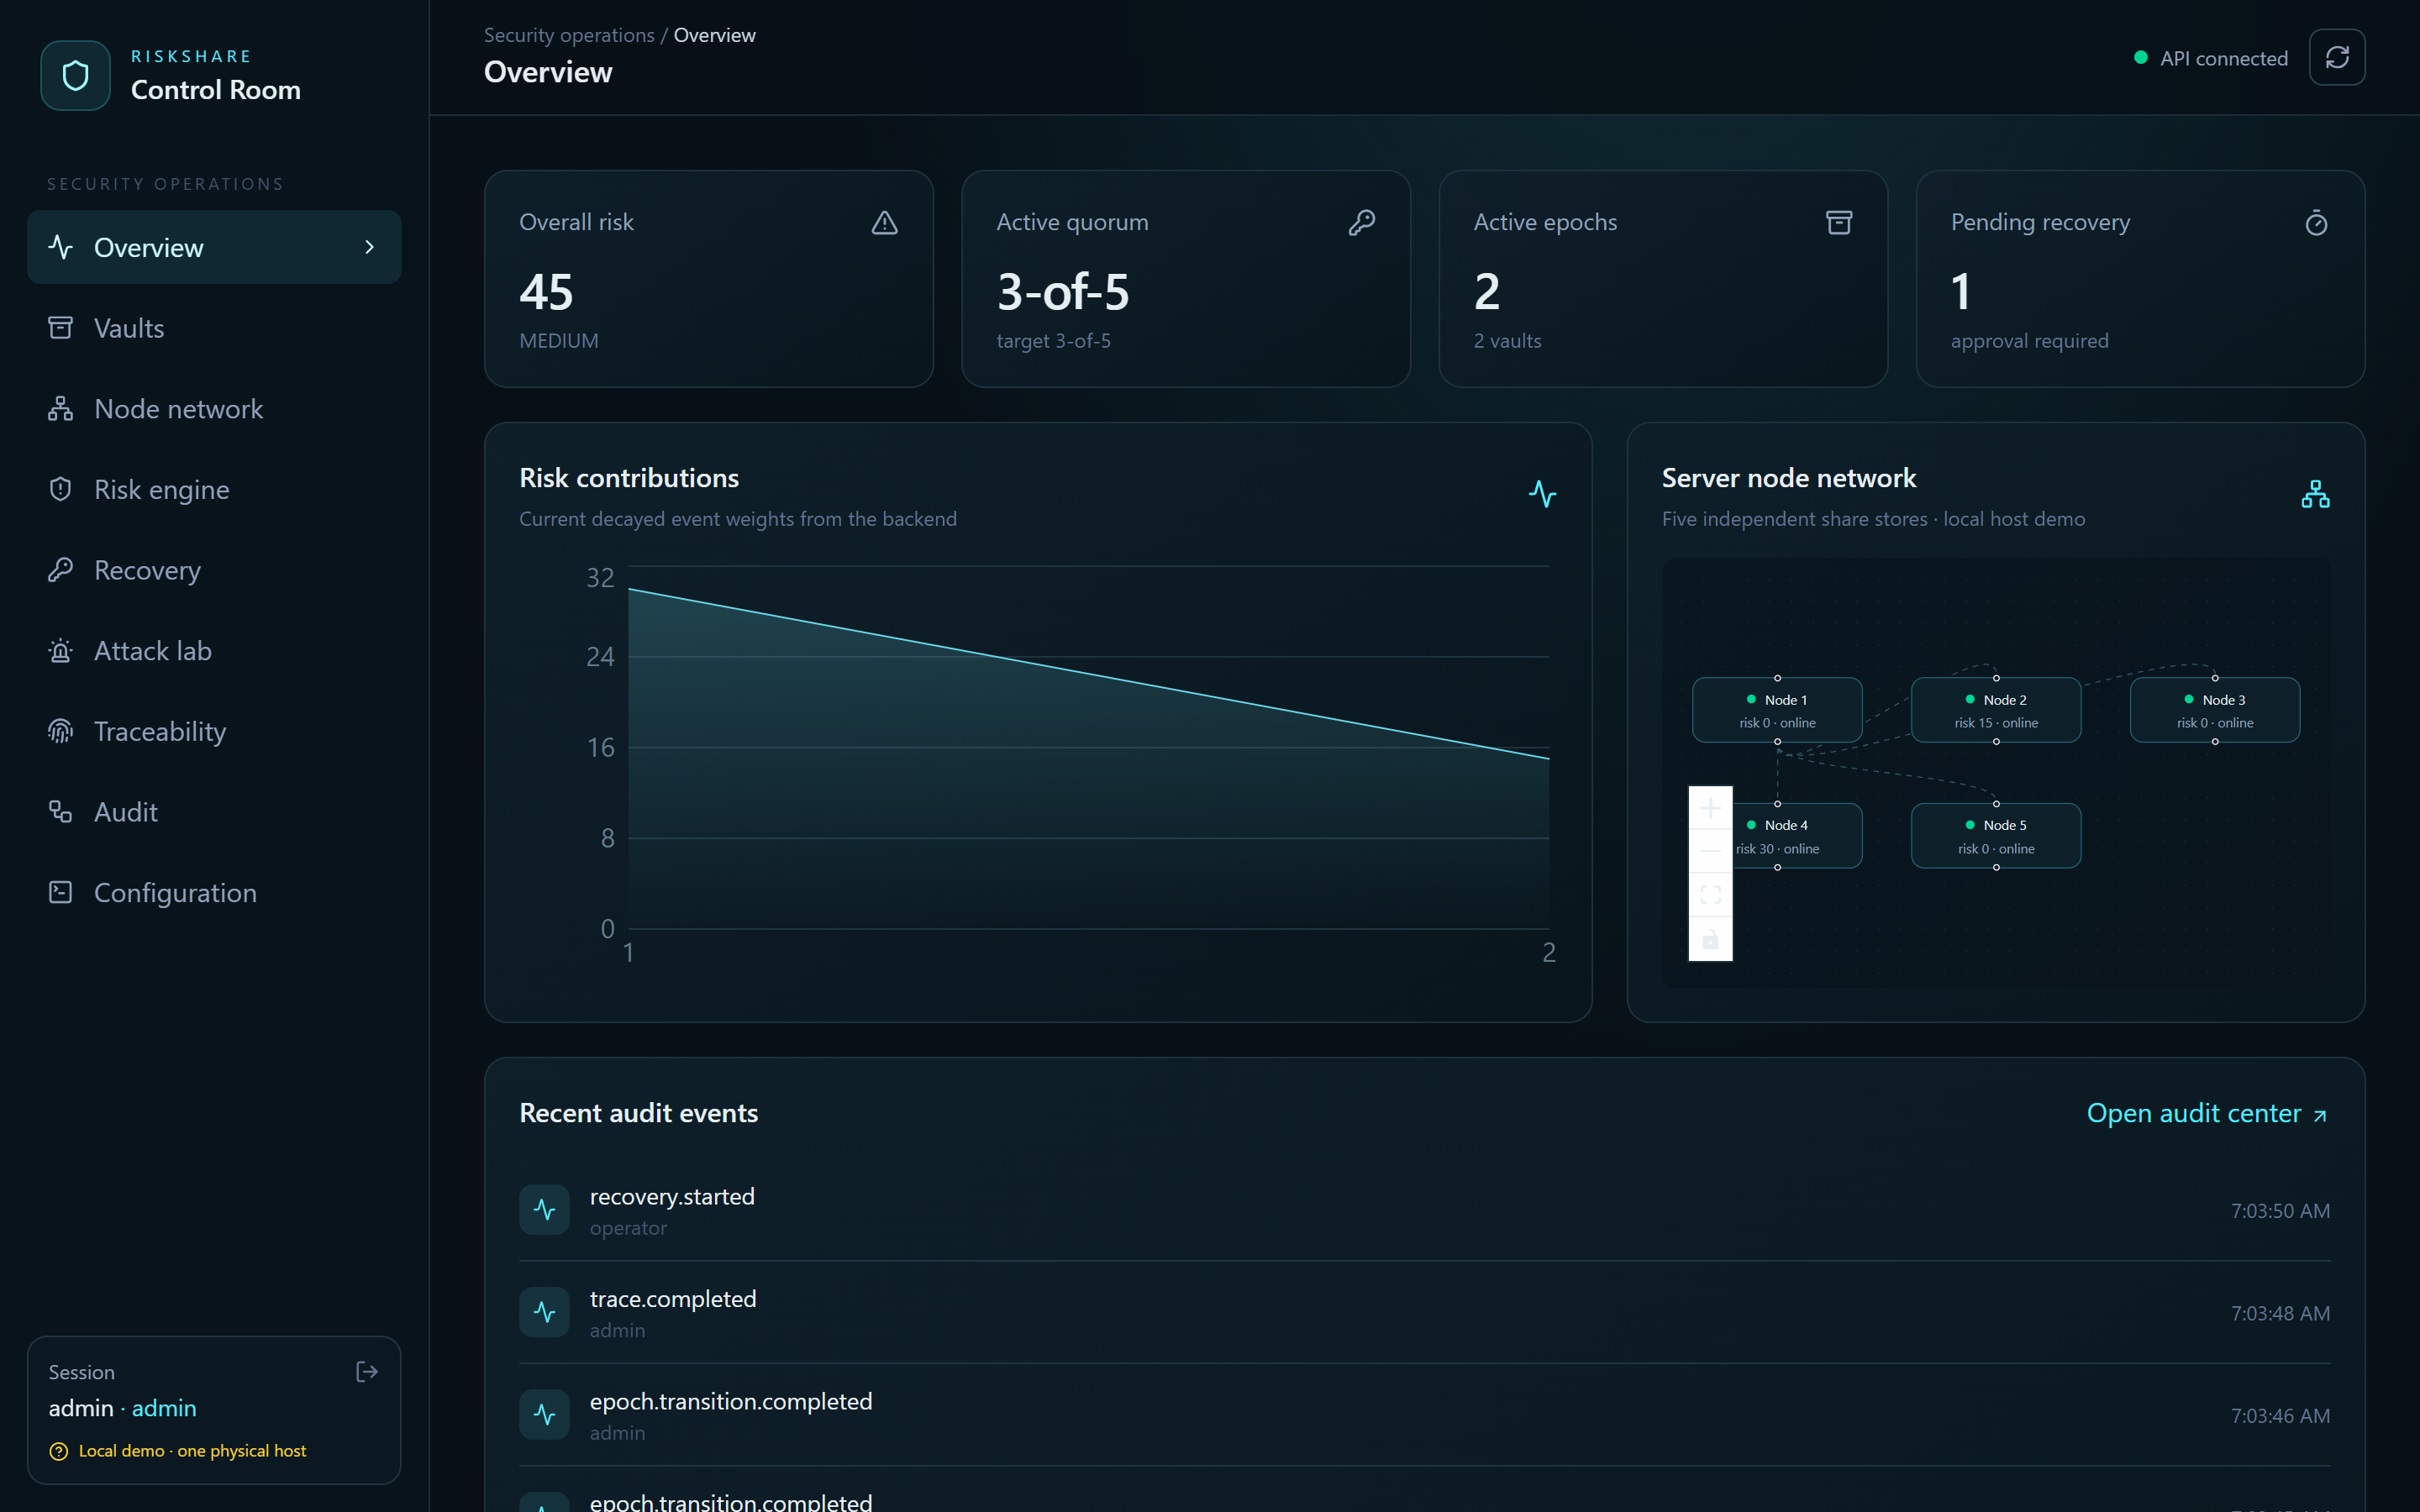 RISKSHARE
Control Room
SECURITY OPERATIONS
Overview
Vaults
Node network
Risk engine
Recovery
Attack lab
Traceability
Audit
Configuration
Session
admin · admin
Local demo · one physical host
Security operations / Overview
Overview
API connected
Overall risk
45
MEDIUM
Active quorum
3-of-5
target 3-of-5
Active epochs
2
2 vaults
Pending recovery
1
approval required
Risk contributions
Current decayed event weights from the backend
32
24
16
8
0
1
2
Server node network
Five independent share stores · local host demo
Node 1
risk 0 · online
Node 2
risk 15 · online
Node 3
risk 0 · online
Node 4
risk 30 · online
Node 5
risk 0 · online
Recent audit events
Open audit center
recovery.started
operator
7:03:50 AM
trace.completed
admin
7:03:48 AM
epoch.transition.completed
admin
7:03:46 AM
epoch.transition.completed